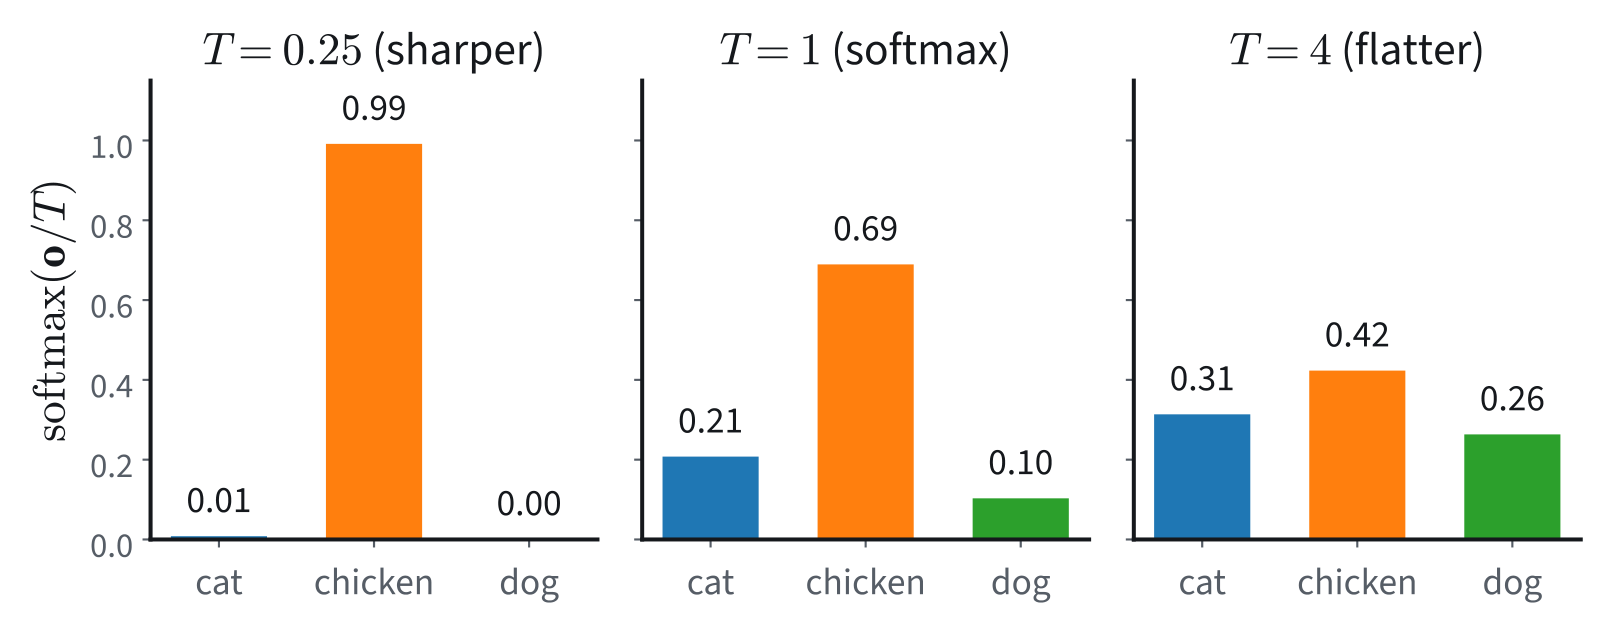 T = 0.25 (sharper)
0.99
0.01
0.00
softmax(o/T)
1.0
0.8
0.6
0.4
0.2
0.0
cat chicken dog
T = 1 (softmax)
0.69
0.21
0.10
cat chicken dog
T = 4 (flatter)
0.42
0.31
0.26
cat chicken dog